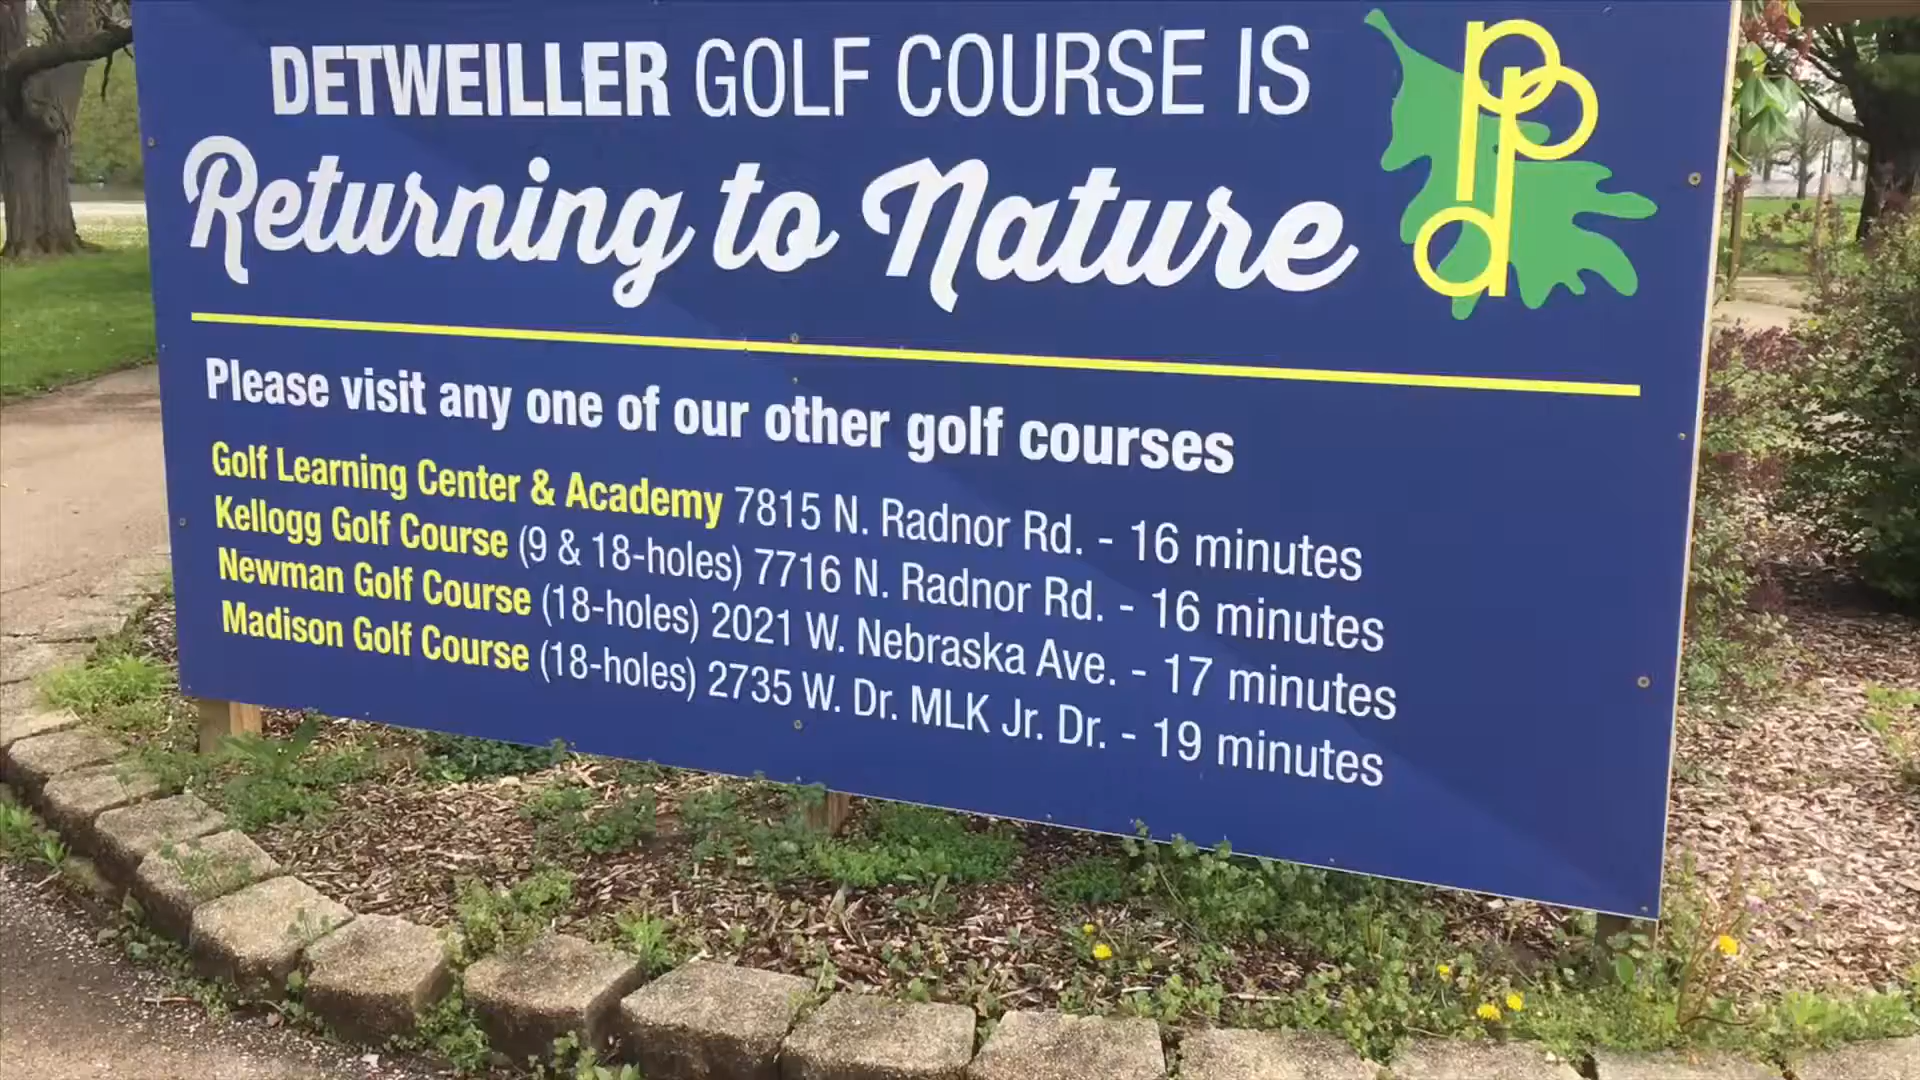 DETWEILLER GOLF COURSE IS
Returning to Nature
ppd
Please visit any one of our other golf courses
Golf Learning Center & Academy 7815 N. Radnor Rd. - 16 minutes
Kellogg Golf Course (9 & 18-holes) 7716 N. Radnor Rd. - 16 minutes
Newman Golf Course (18-holes) 2021 W. Nebraska Ave. - 17 minutes
Madison Golf Course (18-holes) 2735 W. Dr. MLK Jr. Dr. - 19 minutes